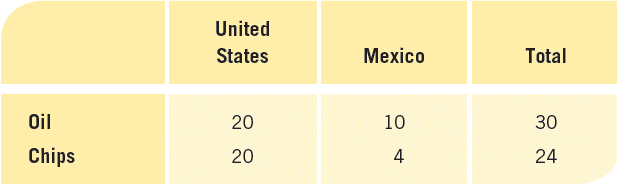 United
States Mexico Total
Oil 20 10 30
Chips 20 4 24